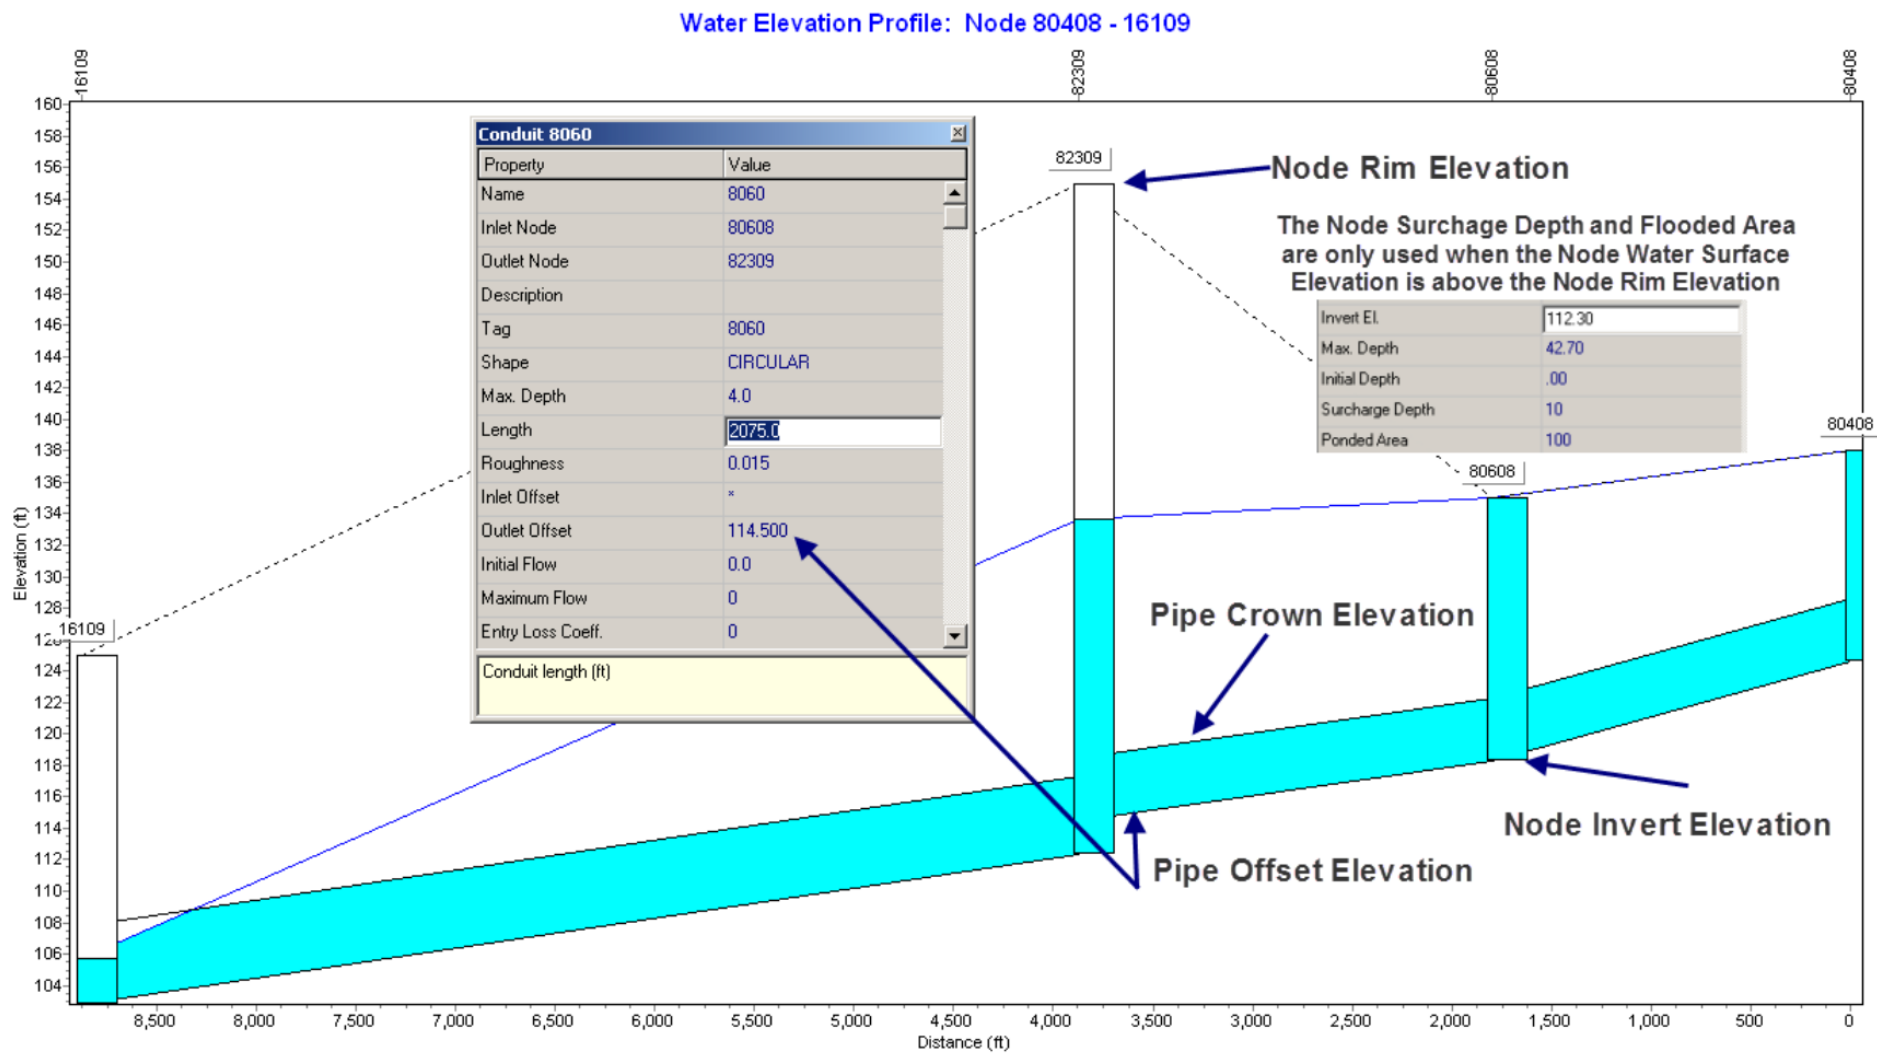 Water Elevation Profile:  Node 80408 - 16109
16109
82309
80608
80408
160
158
156
154
152
150
148
146
144
142
140
138
136
134
132
130
128
124
122
120
118
116
114
112
110
108
106
104
Elevation (ft)
8,500
8,000
7,500
7,000
6,500
6,000
5,500
5,000
4,500
4,000
3,500
3,000
2,500
2,000
1,500
1,000
500
0
Distance (ft)
16109
82309
80608
80408
Conduit 8060
Property Value
Name 8060
Inlet Node 80608
Outlet Node 82309
Description
Tag 8060
Shape CIRCULAR
Max. Depth 4.0
Length 2075.0
Roughness 0.015
Inlet Offset *
Outlet Offset 114.500
Initial Flow 0.0
Maximum Flow 0
Entry Loss Coeff. 0
Conduit length (ft)
Node Rim Elevation
The Node Surchage Depth and Flooded Area
are only used when the Node Water Surface
Elevation is above the Node Rim Elevation
Invert El. 112.30
Max. Depth 42.70
Initial Depth .00
Surcharge Depth 10
Ponded Area 100
Pipe Crown Elevation
Node Invert Elevation
Pipe Offset Elevation